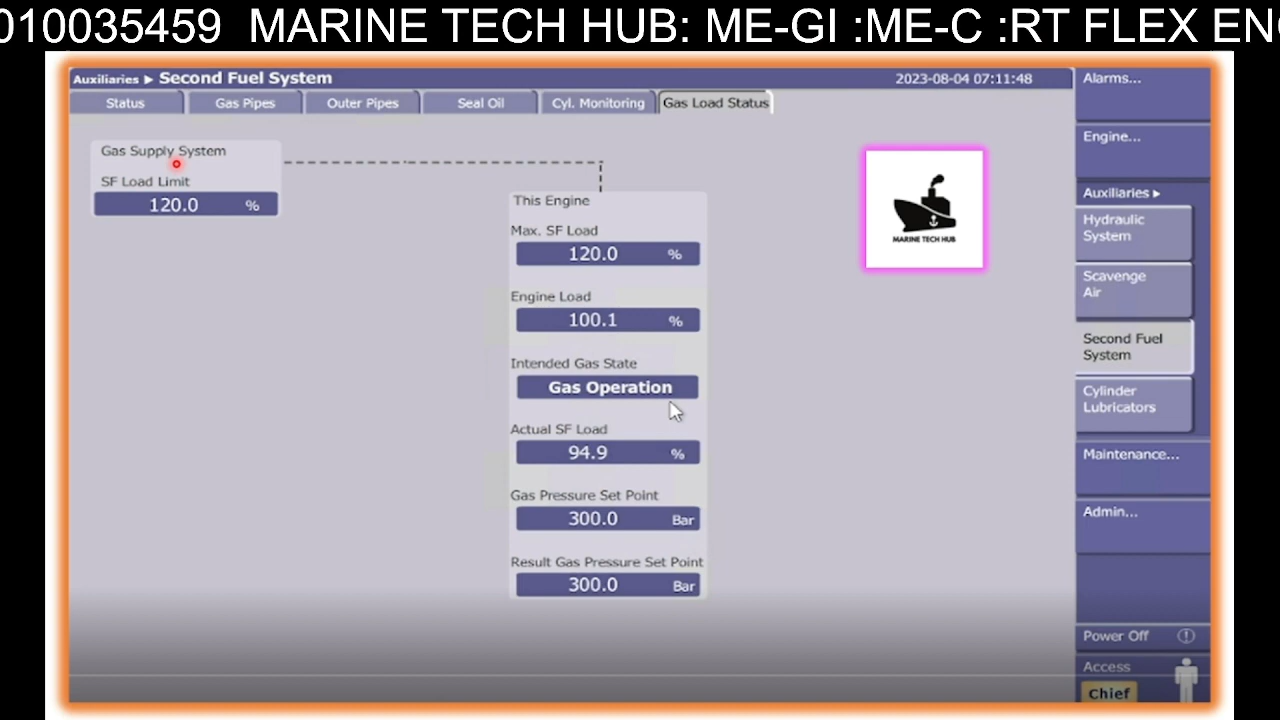 010035459 MARINE TECH HUB: ME-GI :ME-C :RT FLEX EN
Auxiliaries ▸ Second Fuel System
2023-08-04 07:11:48
Status
Gas Pipes
Outer Pipes
Seal Oil
Cyl. Monitoring
Gas Load Status
Gas Supply System
SF Load Limit
120.0 %
This Engine
Max. SF Load
120.0 %
Engine Load
100.1 %
Intended Gas State
Gas Operation
Actual SF Load
94.9 %
Gas Pressure Set Point
300.0 Bar
Result Gas Pressure Set Point
300.0 Bar
MARINE TECH HUB
Alarms...
Engine...
Auxiliaries ▸
Hydraulic
System
Scavenge
Air
Second Fuel
System
Cylinder
Lubricators
Maintenance...
Admin...
Power Off
Access
Chief